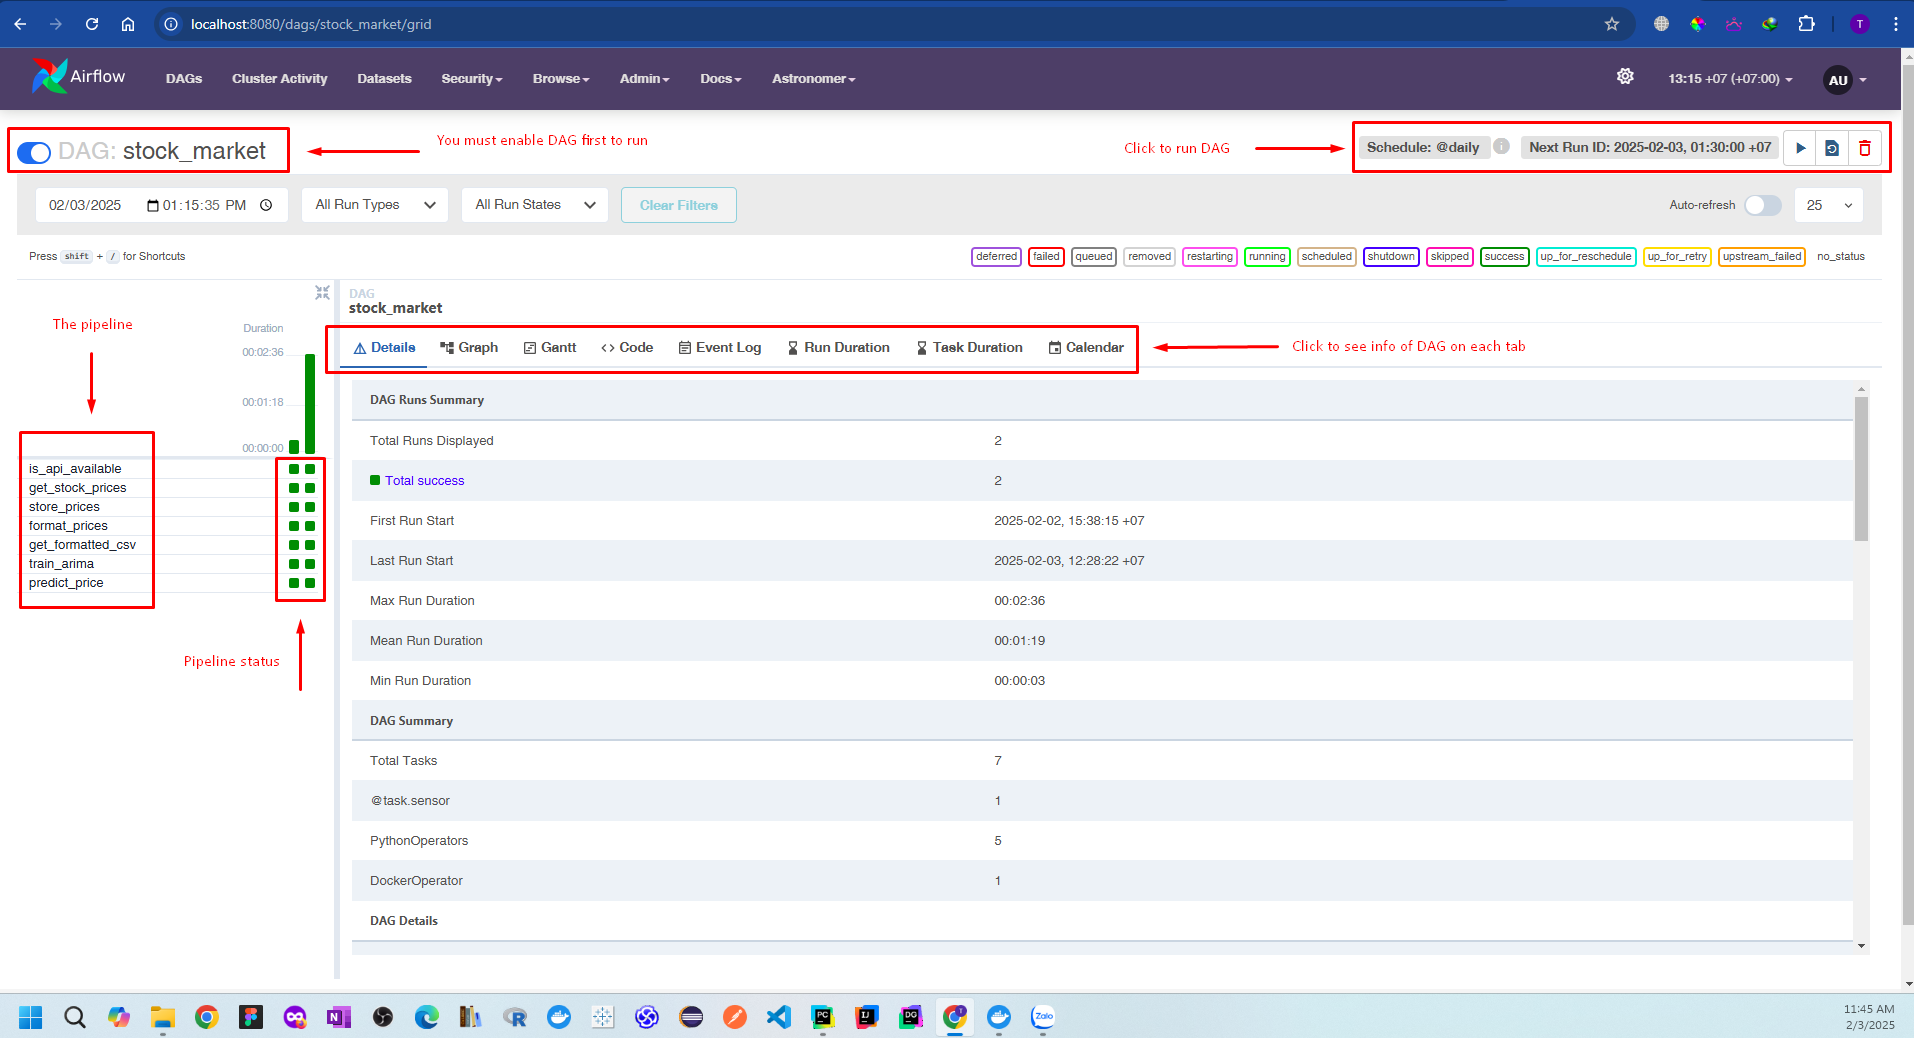 localhost:8080/dags/stock_market/grid
T
Airflow
DAGs
Cluster Activity
Datasets
Security
Browse
Admin
Docs
Astronomer
13:15 +07 (+07:00)
AU
DAG: stock_market
You must enable DAG first to run
Click to run DAG
Schedule: @daily
i
Next Run ID: 2025-02-03, 01:30:00 +07
02/03/2025 01:15:35 PM
All Run Types
All Run States
Clear Filters
Auto-refresh
25
Press shift + / for Shortcuts
deferred
failed
queued
removed
restarting
running
scheduled
shutdown
skipped
success
up_for_reschedule
up_for_retry
upstream_failed
no_status
DAG
stock_market
The pipeline
Duration
00:02:36
00:01:18
00:00:00
Details
Graph
Gantt
Code
Event Log
Run Duration
Task Duration
Calendar
Click to see info of DAG on each tab
is_api_available
get_stock_prices
store_prices
format_prices
get_formatted_csv
train_arima
predict_price
Pipeline status
DAG Runs Summary
Total Runs Displayed 2
Total success 2
First Run Start 2025-02-02, 15:38:15 +07
Last Run Start 2025-02-03, 12:28:22 +07
Max Run Duration 00:02:36
Mean Run Duration 00:01:19
Min Run Duration 00:00:03
DAG Summary
Total Tasks 7
@task.sensor 1
PythonOperators 5
DockerOperator 1
DAG Details
R
PC
IJ
DG
T
Zalo
11:45 AM
2/3/2025